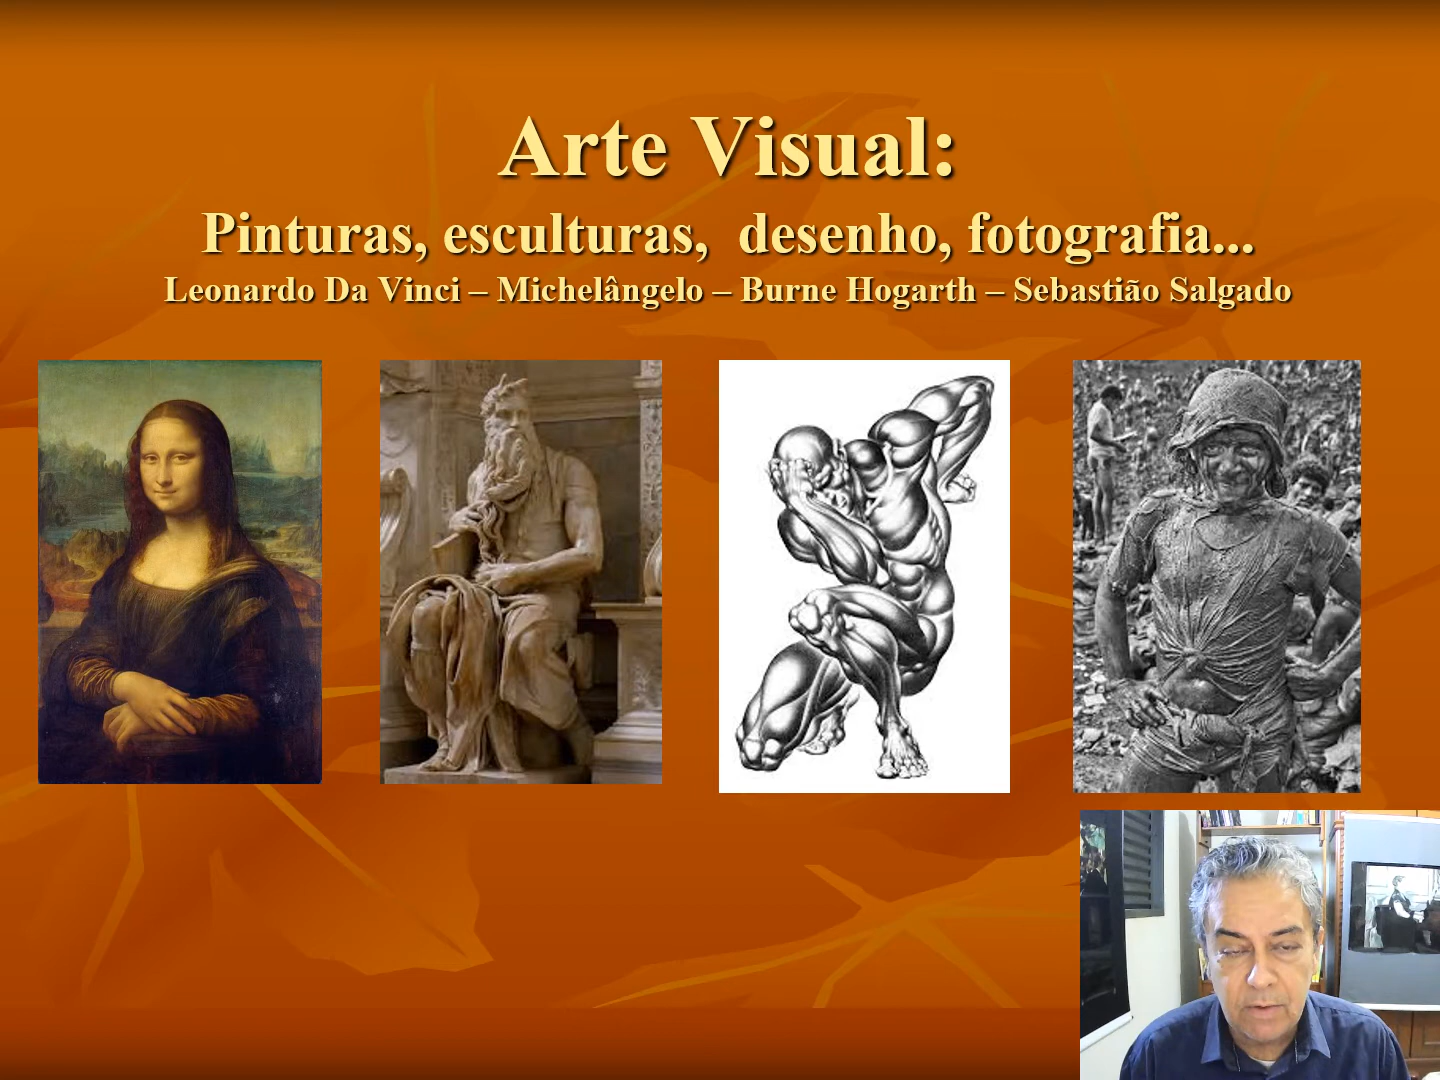 Arte Visual:
Pinturas, esculturas, desenho, fotografia...
Leonardo Da Vinci – Michelângelo – Burne Hogarth – Sebastião Salgado